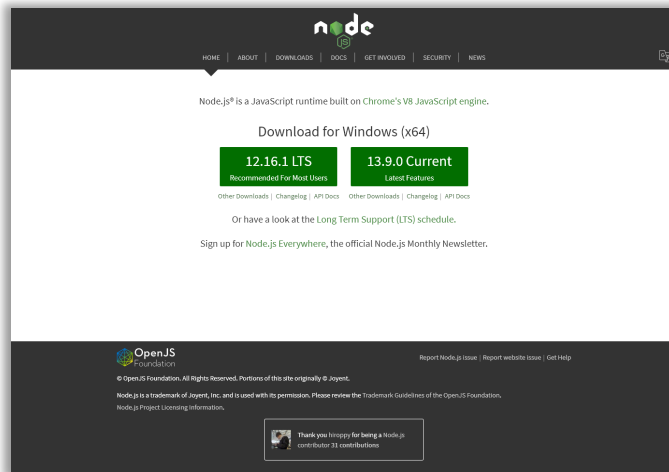 node
JS
HOME | ABOUT | DOWNLOADS | DOCS | GET INVOLVED | SECURITY | NEWS
Node.js® is a JavaScript runtime built on Chrome's V8 JavaScript engine.
Download for Windows (x64)
12.16.1 LTS
Recommended For Most Users
13.9.0 Current
Latest Features
Other Downloads | Changelog | API Docs
Other Downloads | Changelog | API Docs
Or have a look at the Long Term Support (LTS) schedule.
Sign up for Node.js Everywhere, the official Node.js Monthly Newsletter.
OpenJS
Foundation
Report Node.js issue | Report website issue | Get Help
© OpenJS Foundation. All Rights Reserved. Portions of this site originally © Joyent.
Node.js is a trademark of Joyent, Inc. and is used with its permission. Please review the Trademark Guidelines of the OpenJS Foundation.
Node.js Project Licensing Information.
Thank you hiroppy for being a Node.js
contributor 31 contributions